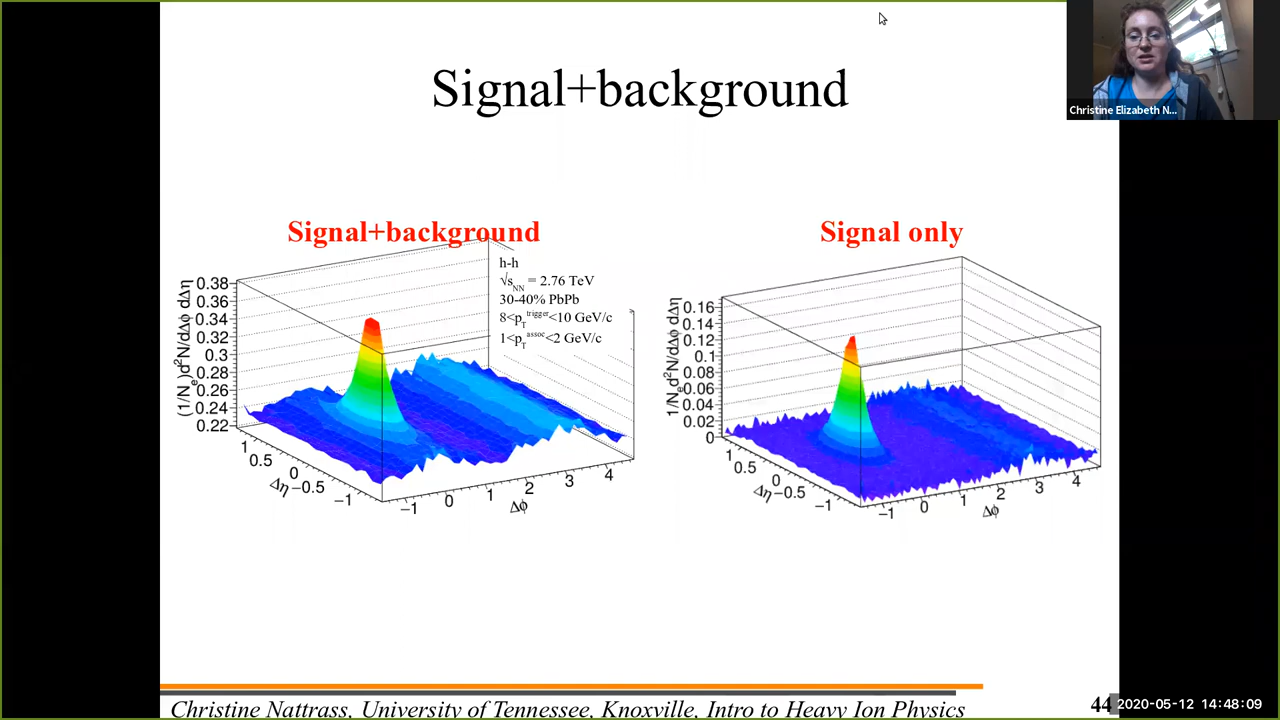 Signal+background
Christine Elizabeth N...
Signal+background
h-h
√sNN = 2.76 TeV
30-40% PbPb
8<pTtrigger<10 GeV/c
1<pTassoc<2 GeV/c
(1/Ne)d2N/dΔφ dΔη
0.38
0.36
0.34
0.32
0.3
0.28
0.26
0.24
0.22
1
0.5
0
−0.5
−1
Δη
−1
0
1
2
3
4
Δφ
Signal only
1/Ned2N/dΔφ dΔη
0.16
0.14
0.12
0.1
0.08
0.06
0.04
0.02
0
1
0.5
0
−0.5
−1
Δη
−1
0
1
2
3
4
Δφ
Christine Nattrass, University of Tennessee, Knoxville, Intro to Heavy Ion Physics
44
2020-05-12 14:48:09